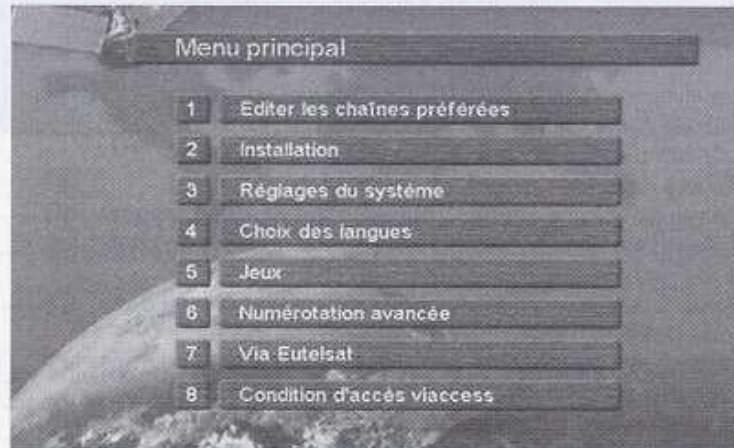 Menu principal
1 Editer les chaînes préférées
2 Installation
3 Réglages du système
4 Choix des langues
5 Jeux
6 Numérotation avancée
7 Via Eutelsat
8 Condition d'accès viaccess